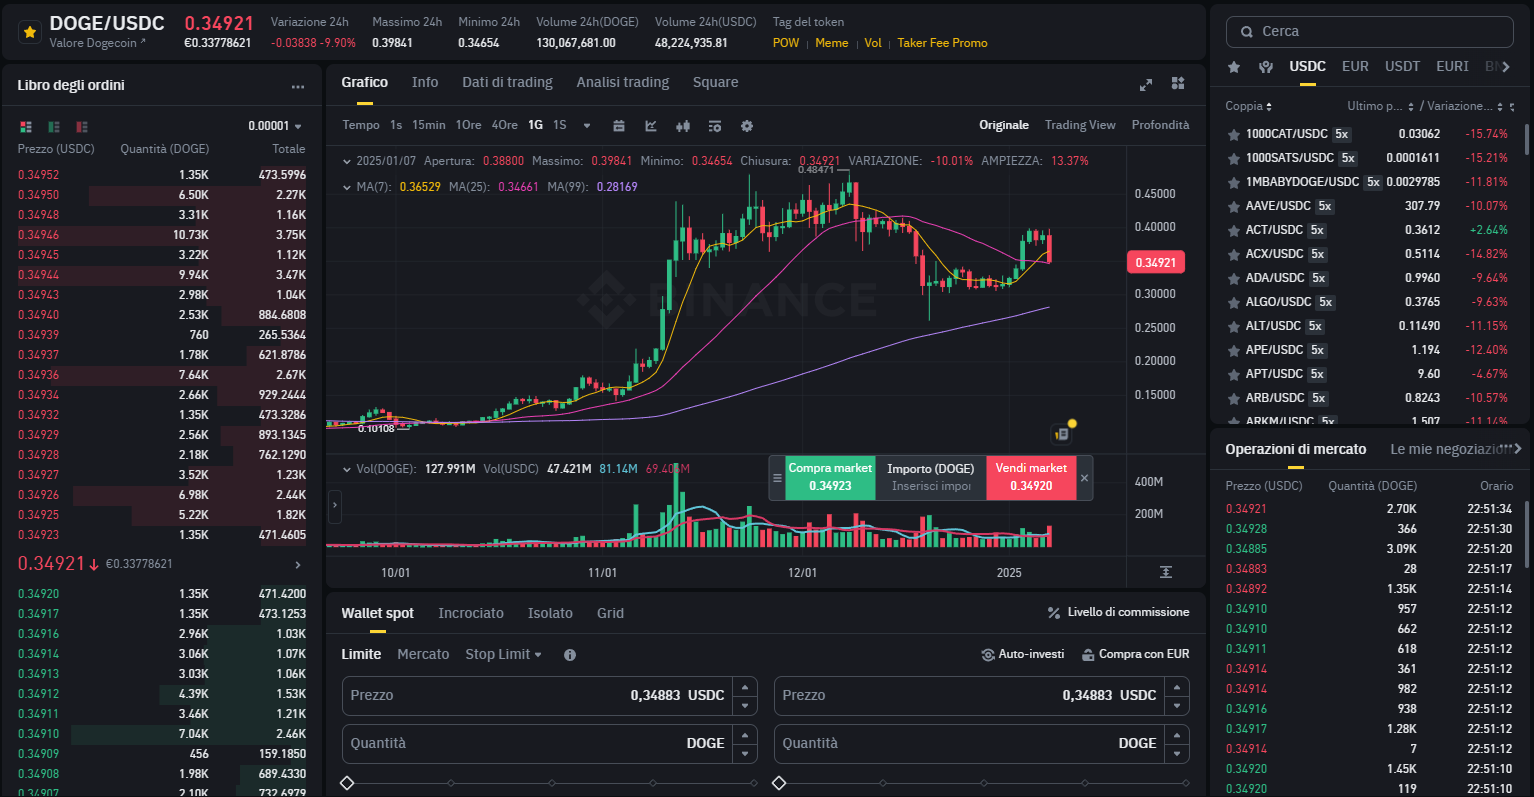 DOGE/USDC
Valore Dogecoin
0.34921
€0.33778621
Variazione 24h
-0.03838 -9.90%
Massimo 24h
0.39841
Minimo 24h
0.34654
Volume 24h(DOGE)
130,067,681.00
Volume 24h(USDC)
48,224,935.81
Tag del token
POW | Meme | Vol | Taker Fee Promo
Libro degli ordini
0.00001
Prezzo (USDC) Quantità (DOGE) Totale
0.34952 1.35K 473.5996
0.34950 6.50K 2.27K
0.34948 3.31K 1.16K
0.34946 10.73K 3.75K
0.34945 3.22K 1.12K
0.34944 9.94K 3.47K
0.34943 2.98K 1.04K
0.34940 2.53K 884.6808
0.34939 760 265.5364
0.34937 1.78K 621.8786
0.34936 7.64K 2.67K
0.34934 2.66K 929.2444
0.34932 1.35K 473.3286
0.34929 2.56K 893.1345
0.34928 2.18K 762.1290
0.34927 3.52K 1.23K
0.34926 6.98K 2.44K
0.34925 5.22K 1.82K
0.34923 1.35K 471.4605
0.34921 €0.33778621
0.34920 1.35K 471.4200
0.34917 1.35K 473.1253
0.34916 2.96K 1.03K
0.34914 3.06K 1.07K
0.34913 3.03K 1.06K
0.34912 4.39K 1.53K
0.34911 3.46K 1.21K
0.34910 7.04K 2.46K
0.34909 456 159.1850
0.34908 1.98K 689.4330
0.34907 2.10K 732.6979
Grafico Info Dati di trading Analisi trading Square
Tempo 1s 15min 1Ore 4Ore 1G 1S
Originale Trading View Profondità
2025/01/07 Apertura: 0.38800 Massimo: 0.39841 Minimo: 0.34654 Chiusura: 0.34921 VARIAZIONE: -10.01% AMPIEZZA: 13.37%
MA(7): 0.36529 MA(25): 0.34661 MA(99): 0.28169
0.48471
0.10108
BINANCE
0.45000
0.40000
0.34921
0.30000
0.25000
0.20000
0.15000
Vol(DOGE): 127.991M Vol(USDC) 47.421M 81.14M 69.406M
Compra market
0.34923
Importo (DOGE)
Inserisci impor
Vendi market
0.34920
400M
200M
10/01 11/01 12/01 2025
Wallet spot Incrociato Isolato Grid
Livello di commissione
Limite Mercato Stop Limit
Auto-investi Compra con EUR
Prezzo 0,34883 USDC
Prezzo 0,34883 USDC
Quantità DOGE
Quantità DOGE
Cerca
USDC EUR USDT EURI
Coppia Ultimo p... / Variazione...
1000CAT/USDC 5x 0.03062 -15.74%
1000SATS/USDC 5x 0.0001611 -15.21%
1MBABYDOGE/USDC 5x 0.0029785 -11.81%
AAVE/USDC 5x 307.79 -10.07%
ACT/USDC 5x 0.3612 +2.64%
ACX/USDC 5x 0.5114 -14.82%
ADA/USDC 5x 0.9960 -9.64%
ALGO/USDC 5x 0.3765 -9.63%
ALT/USDC 5x 0.11490 -11.15%
APE/USDC 5x 1.194 -12.40%
APT/USDC 5x 9.60 -4.67%
ARB/USDC 5x 0.8243 -10.57%
ARKM/USDC 5x 1.507 -11.14%
Operazioni di mercato Le mie negoziazioni
Prezzo (USDC) Quantità (DOGE) Orario
0.34921 2.70K 22:51:34
0.34928 366 22:51:30
0.34885 3.09K 22:51:20
0.34883 28 22:51:17
0.34892 1.35K 22:51:14
0.34910 957 22:51:12
0.34910 662 22:51:12
0.34911 618 22:51:12
0.34914 361 22:51:12
0.34914 982 22:51:12
0.34916 938 22:51:12
0.34917 1.28K 22:51:12
0.34914 7 22:51:12
0.34920 1.45K 22:51:10
0.34920 119 22:51:10